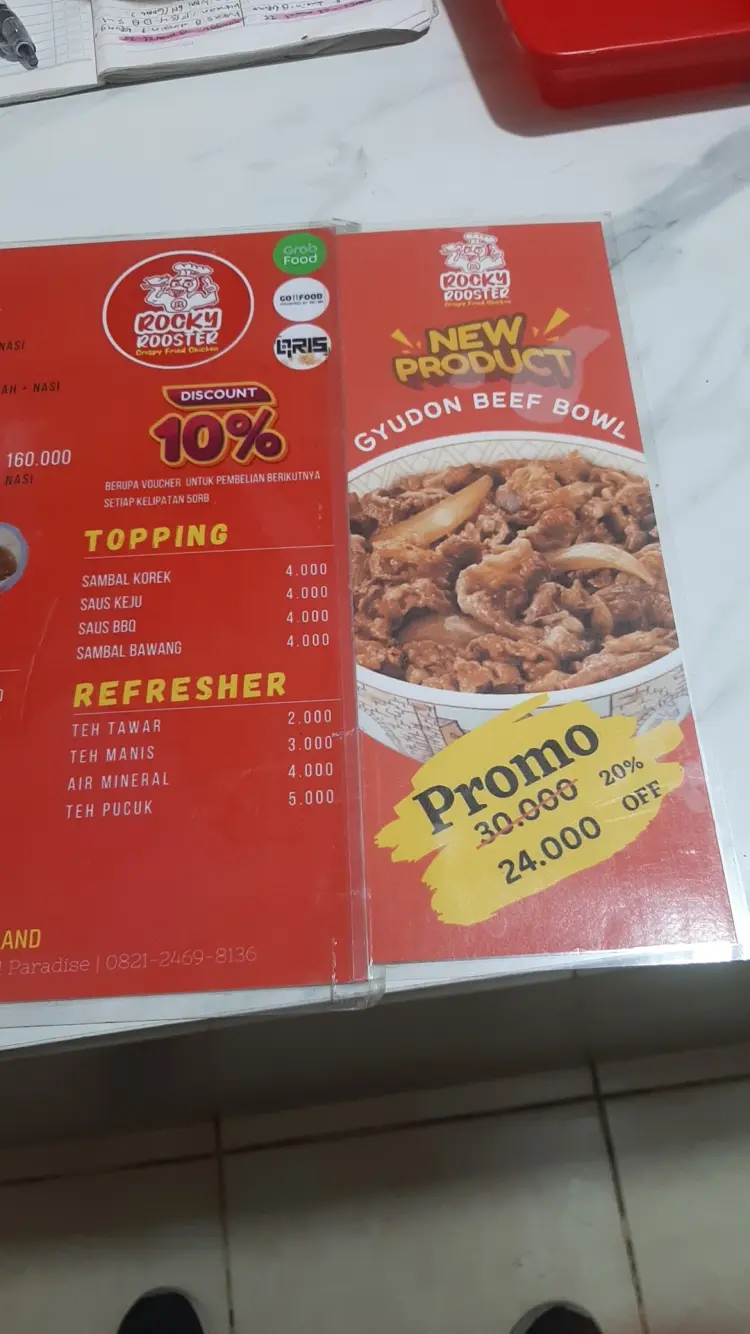 NASI
AH + NASI
160.000
NASI
ROCKY
ROOSTER
Crispy Fried Chicken
Grab
Food
GOFOOD
QRIS
DISCOUNT
10%
BERUPA VOUCHER UNTUK PEMBELIAN BERIKUTNYA
SETIAP KELIPATAN 50RB
TOPPING
SAMBAL KOREK 4.000
SAUS KEJU 4.000
SAUS BBQ 4.000
SAMBAL BAWANG 4.000
REFRESHER
TEH TAWAR 2.000
TEH MANIS 3.000
AIR MINERAL 4.000
TEH PUCUK 5.000
AND
Paradise | 0821-2469-8136
ROCKY
ROOSTER
Crispy Fried Chicken
NEW
PRODUCT
GYUDON BEEF BOWL
Promo
30.000 20%
24.000 OFF